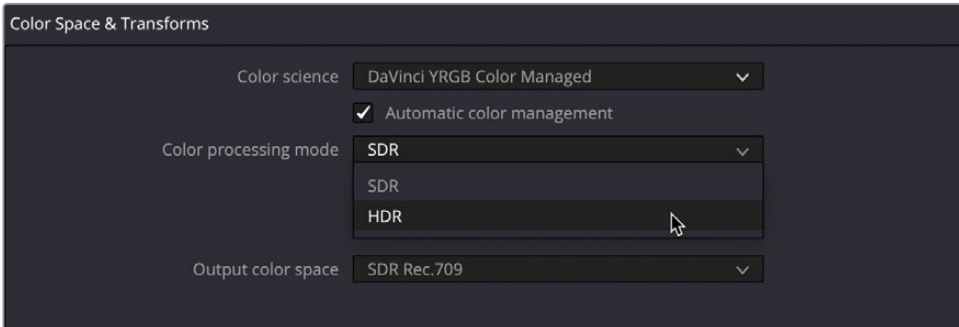 Color Space & Transforms
Color science DaVinci YRGB Color Managed
Automatic color management
Color processing mode SDR
SDR
HDR
Output color space SDR Rec.709